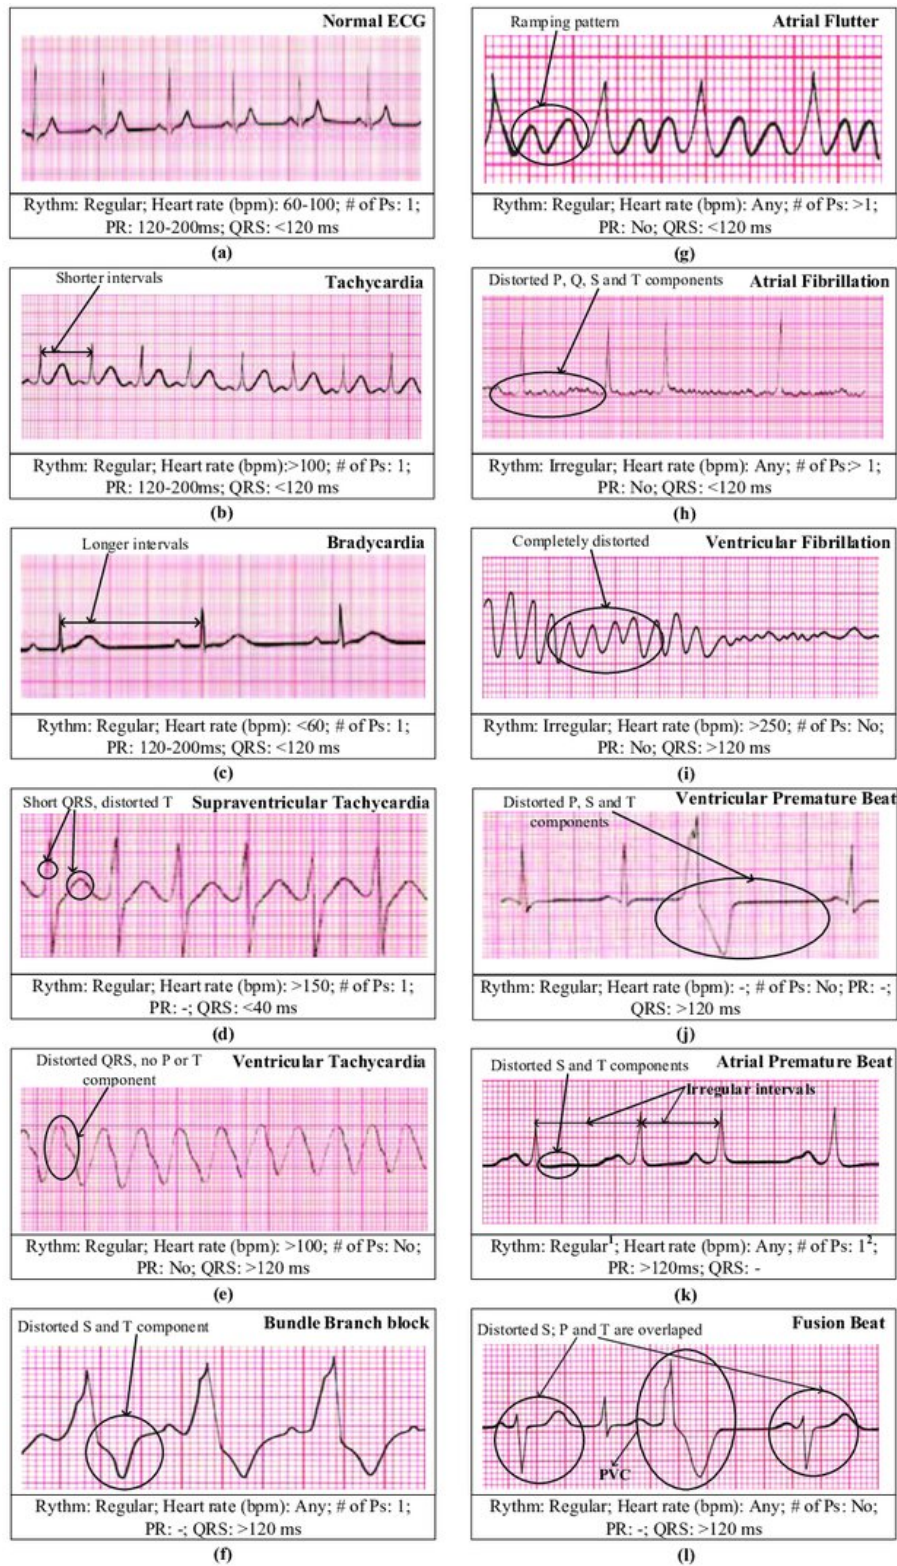 Normal ECG
Rythm: Regular; Heart rate (bpm): 60-100; # of Ps: 1;
PR: 120-200ms; QRS: <120 ms
(a)
Shorter intervals
Tachycardia
Rythm: Regular; Heart rate (bpm):>100; # of Ps: 1;
PR: 120-200ms; QRS: <120 ms
(b)
Longer intervals
Bradycardia
Rythm: Regular; Heart rate (bpm): <60; # of Ps: 1;
PR: 120-200ms; QRS: <120 ms
(c)
Short QRS, distorted T
Supraventricular Tachycardia
Rythm: Regular; Heart rate (bpm): >150; # of Ps: 1;
PR: -; QRS: <40 ms
(d)
Distorted QRS, no P or T
component
Ventricular Tachycardia
Rythm: Regular; Heart rate (bpm): >100; # of Ps: No;
PR: No; QRS: >120 ms
(e)
Distorted S and T component
Bundle Branch block
Rythm: Regular; Heart rate (bpm): Any; # of Ps: 1;
PR: -; QRS: >120 ms
(f)
Ramping pattern
Atrial Flutter
Rythm: Regular; Heart rate (bpm): Any; # of Ps: >1;
PR: No; QRS: <120 ms
(g)
Distorted P, Q, S and T components
Atrial Fibrillation
Rythm: Irregular; Heart rate (bpm): Any; # of Ps:> 1;
PR: No; QRS: <120 ms
(h)
Completely distorted
Ventricular Fibrillation
Rythm: Irregular; Heart rate (bpm): >250; # of Ps: No;
PR: No; QRS: >120 ms
(i)
Distorted P, S and T
components
Ventricular Premature Beat
Rythm: Regular; Heart rate (bpm): -; # of Ps: No; PR: -;
QRS: >120 ms
(j)
Atrial Premature Beat
Distorted S and T components
Irregular intervals
Rythm: Regular¹; Heart rate (bpm): Any; # of Ps: 1²;
PR: >120ms; QRS: -
(k)
Fusion Beat
Distorted S; P and T are overlaped
PVC
Rythm: Regular; Heart rate (bpm): Any; # of Ps: No;
PR: -; QRS: >120 ms
(l)